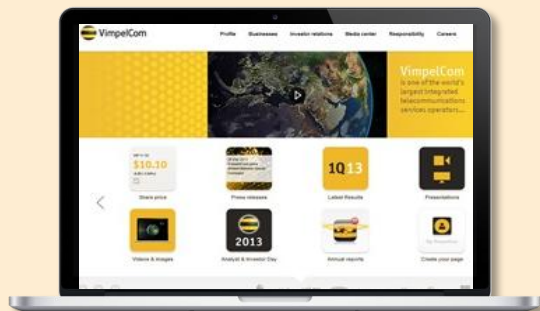 VimpelCom
Profile Businesses Investor relations Media center Responsibility Careers
VimpelCom
is one of the world's
largest integrated
telecommunications
services operators...
$10.10
1Q 13
Share price Press releases Latest Results Presentations
2013
Videos & images Analyst & Investor Day Annual reports Create your page